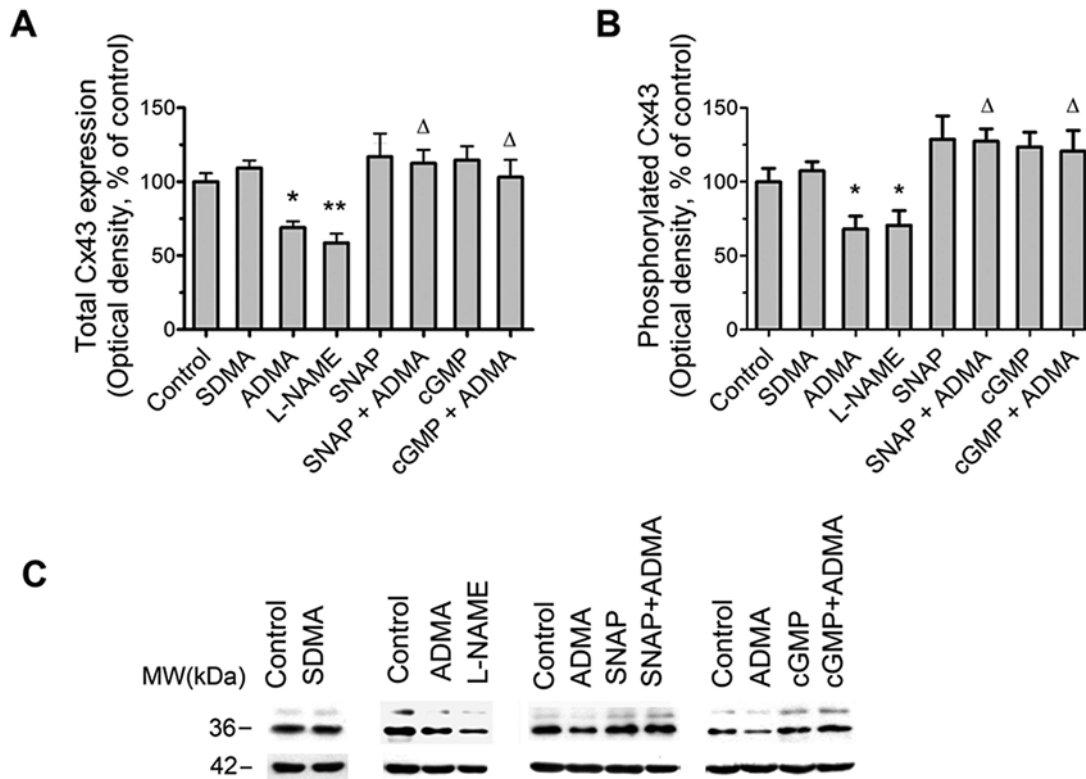 A
Total Cx43 expression
(Optical density, % of control)
150
100
50
0
*
**
Δ
Δ
Control
SDMA
ADMA
L-NAME
SNAP
SNAP + ADMA
cGMP
cGMP + ADMA
B
Phosphorylated Cx43
(Optical density, % of control)
150
100
50
0
*
*
Δ
Δ
Control
SDMA
ADMA
L-NAME
SNAP
SNAP + ADMA
cGMP
cGMP + ADMA
C
Control
SDMA
Control
ADMA
L-NAME
Control
ADMA
SNAP
SNAP+ADMA
Control
ADMA
cGMP
cGMP+ADMA
MW(kDa)
36–
42–